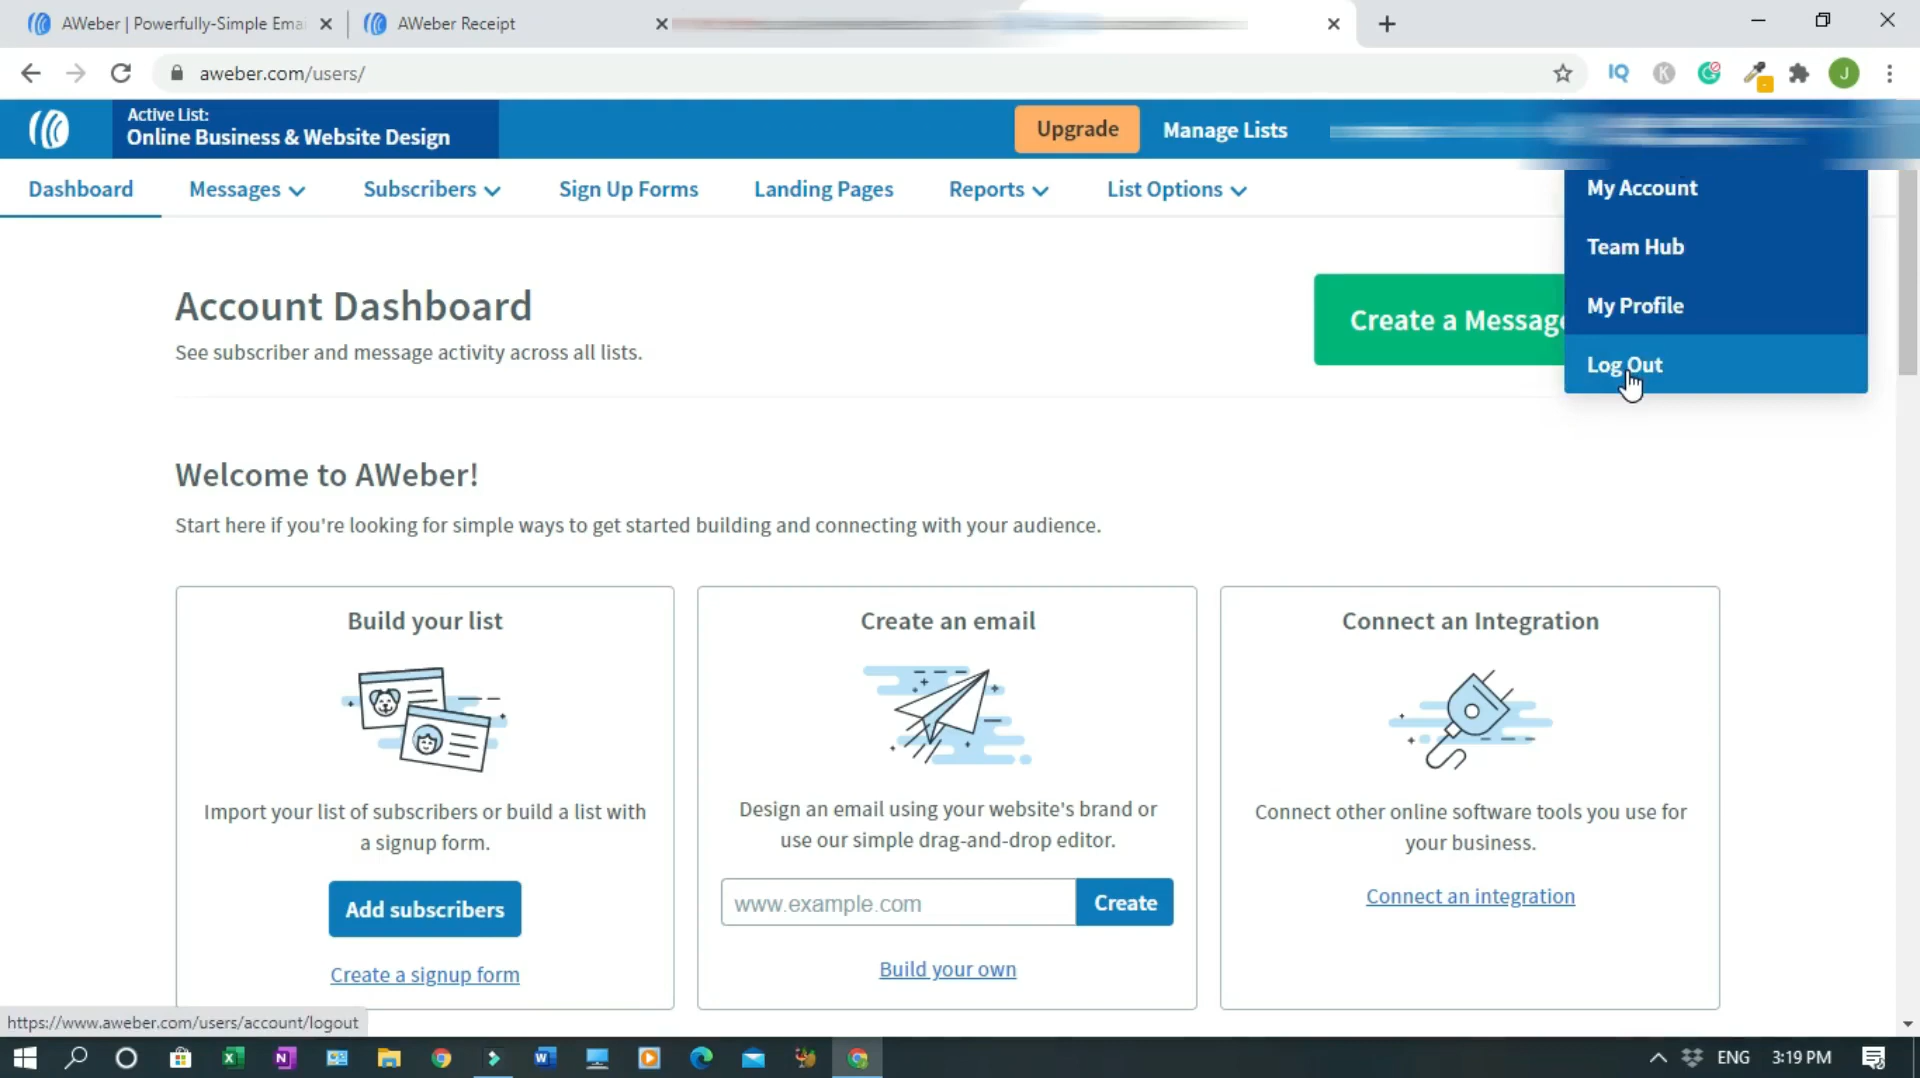 AWeber | Powerfully-Simple Emai
AWeber Receipt
aweber.com/users/
IQ
K
J
Active List:
Online Business & Website Design
Upgrade
Manage Lists
Dashboard
Messages
Subscribers
Sign Up Forms
Landing Pages
Reports
List Options
My Account
Team Hub
My Profile
Log Out
Account Dashboard
See subscriber and message activity across all lists.
Create a Message
Welcome to AWeber!
Start here if you're looking for simple ways to get started building and connecting with your audience.
Build your list
Import your list of subscribers or build a list with
a signup form.
Add subscribers
Create a signup form
Create an email
Design an email using your website's brand or
use our simple drag-and-drop editor.
www.example.com
Create
Build your own
Connect an Integration
Connect other online software tools you use for
your business.
Connect an integration
https://www.aweber.com/users/account/logout
ENG
3:19 PM